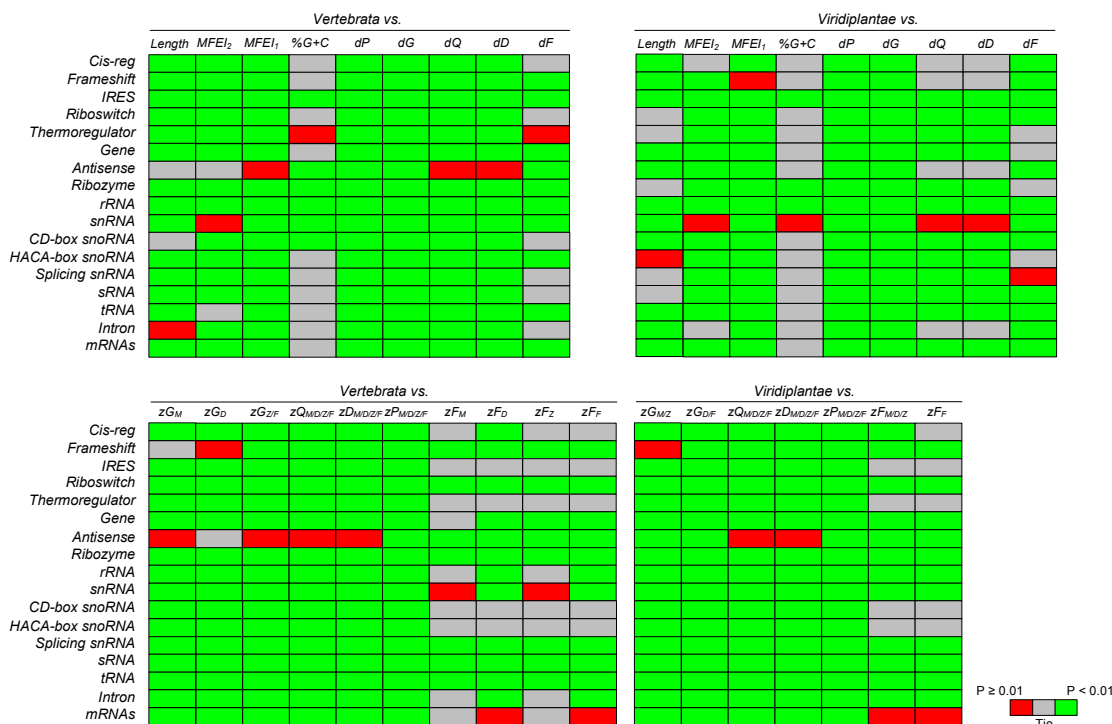 Vertebrata vs. Viridiplantae vs.
Length MFEI2 MFEI1 %G+C dP dG dQ dD dF Length MFEI2 MFEI1 %G+C dP dG dQ dD dF
Cis-reg
Frameshift
IRES
Riboswitch
Thermoregulator
Gene
Antisense
Ribozyme
rRNA
snRNA
CD-box snoRNA
HACA-box snoRNA
Splicing snRNA
sRNA
tRNA
Intron
mRNAs
Vertebrata vs. Viridiplantae vs.
zGM zGD zGZ/F zQM/D/Z/F zDM/D/Z/F zPM/D/Z/F zFM zFD zFZ zFF zGM/Z zGD/F zQM/D/Z/F zDM/D/Z/F zPM/D/Z/F zFM/D/Z zFF
Cis-reg
Frameshift
IRES
Riboswitch
Thermoregulator
Gene
Antisense
Ribozyme
rRNA
snRNA
CD-box snoRNA
HACA-box snoRNA
Splicing snRNA
sRNA
tRNA
Intron
mRNAs
P ≥ 0.01 P < 0.01
Tie